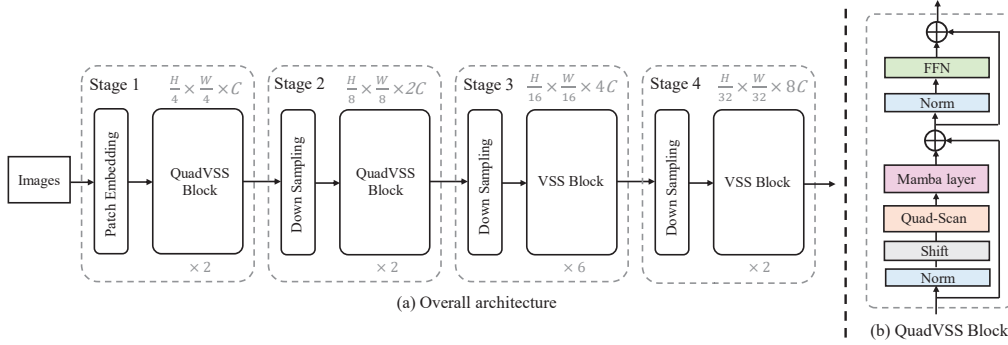 Images
Stage 1
H/4 × W/4 × C
Patch Embedding
QuadVSS
Block
× 2
Stage 2
H/8 × W/8 × 2C
Down Sampling
QuadVSS
Block
× 2
Stage 3
H/16 × W/16 × 4C
Down Sampling
VSS Block
× 6
Stage 4
H/32 × W/32 × 8C
Down Sampling
VSS Block
× 2
(a) Overall architecture
FFN
Norm
Mamba layer
Quad-Scan
Shift
Norm
(b) QuadVSS Block